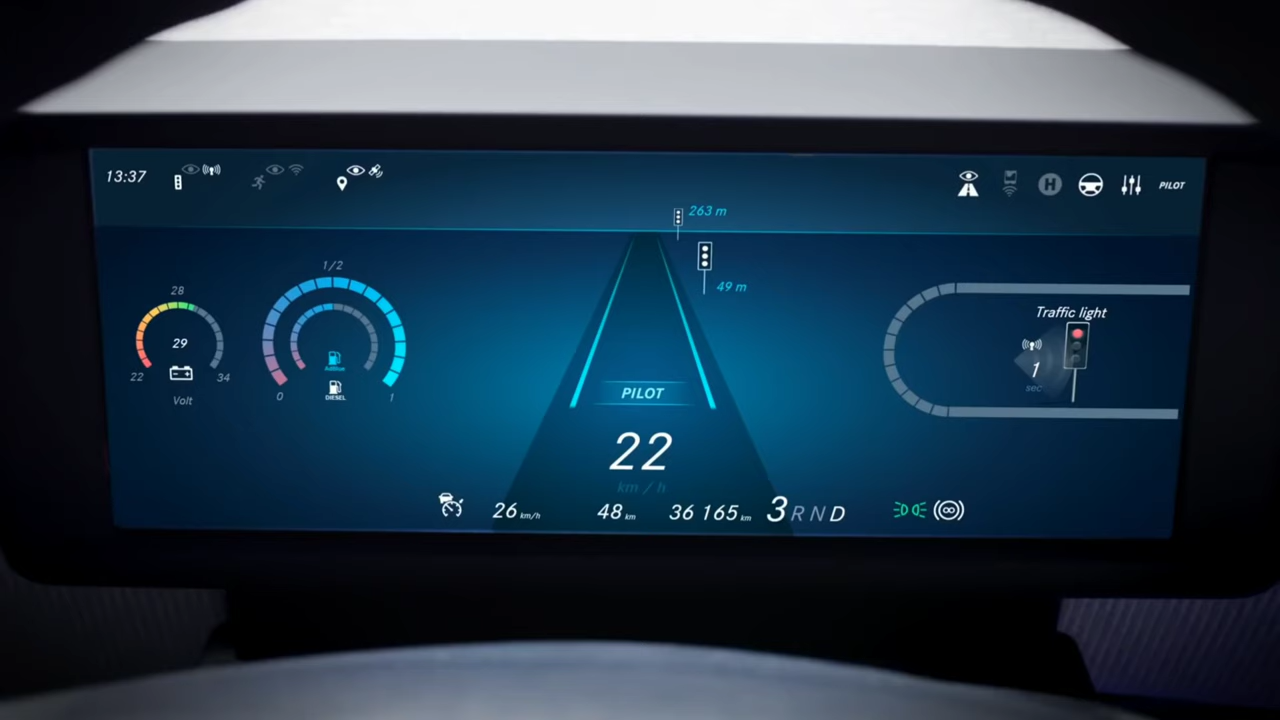 13:37
H
PILOT
263 m
49 m
28
29
22
34
Volt
1/2
AdBlue
DIESEL
0
1
Traffic light
1
sec
PILOT
22
km / h
26 km/h
48 km
36 165 km
3 R N D